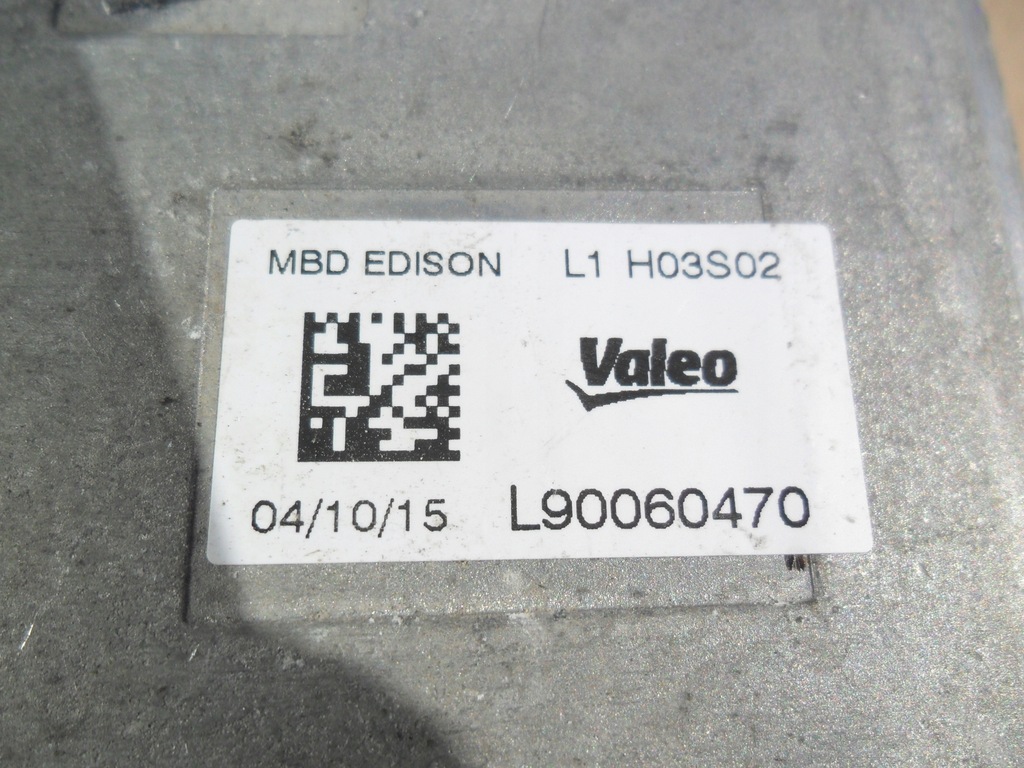 MBD EDISON L1 H03S02
Valeo
04/10/15 L90060470